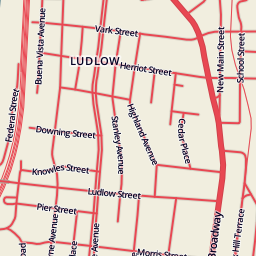 Vark Street
Buena Vista Avenue
LUDLOW
Herriot Street
New Main Street
School Street
Federal Street
Highland Avenue
Stanley Avenue
Cedar Place
Downing Street
Knowles Street
Ludlow Street
Pier Street
Broadway
Hill Terrace
Avenue
Morris Street